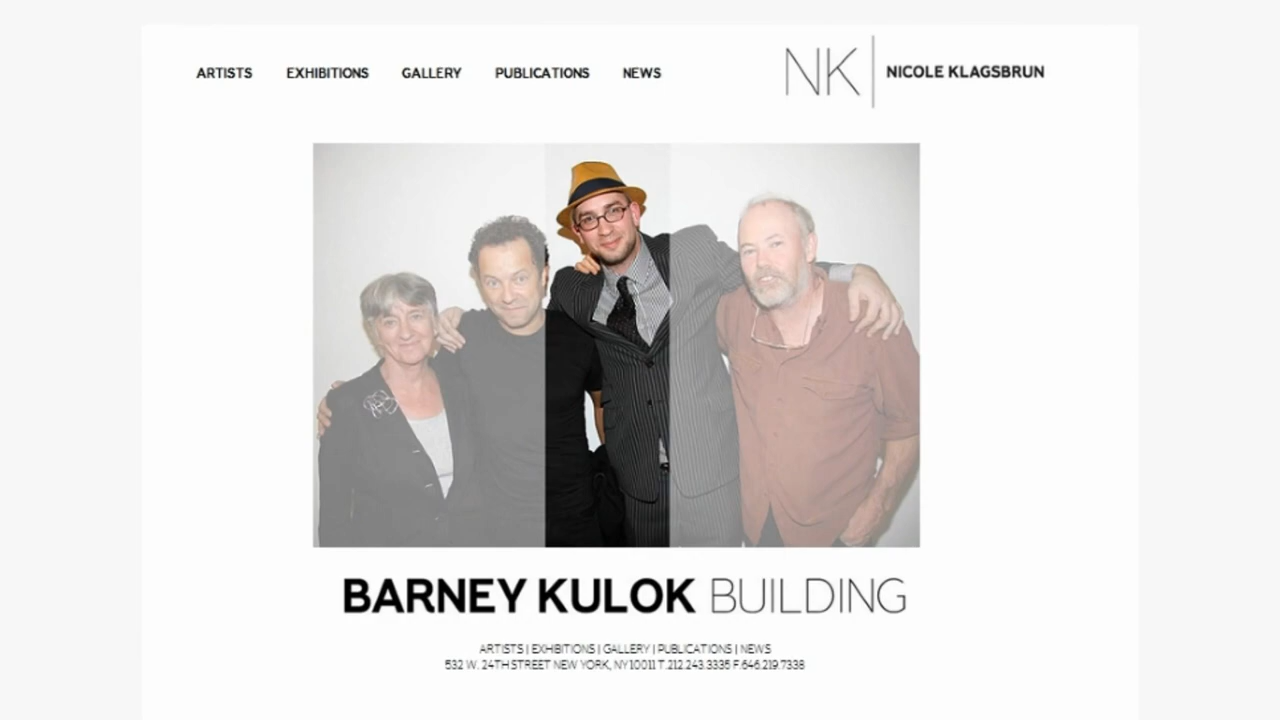 ARTISTS EXHIBITIONS GALLERY PUBLICATIONS NEWS
NK NICOLE KLAGSBRUN
BARNEY KULOK BUILDING
ARTISTS | EXHIBITIONS | GALLERY | PUBLICATIONS | NEWS
532 W. 24TH STREET NEW YORK, NY 10011 T.212.243.3335 F.646.219.7338